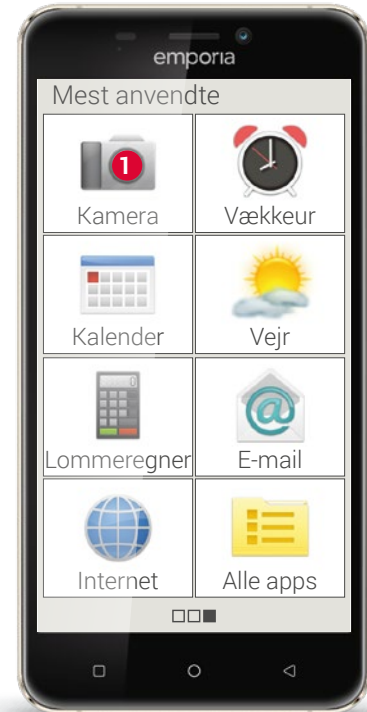 emporia
Mest anvendte
1
Kamera
Vækkeur
Kalender
Vejr
Lommeregner
E-mail
Internet
Alle apps